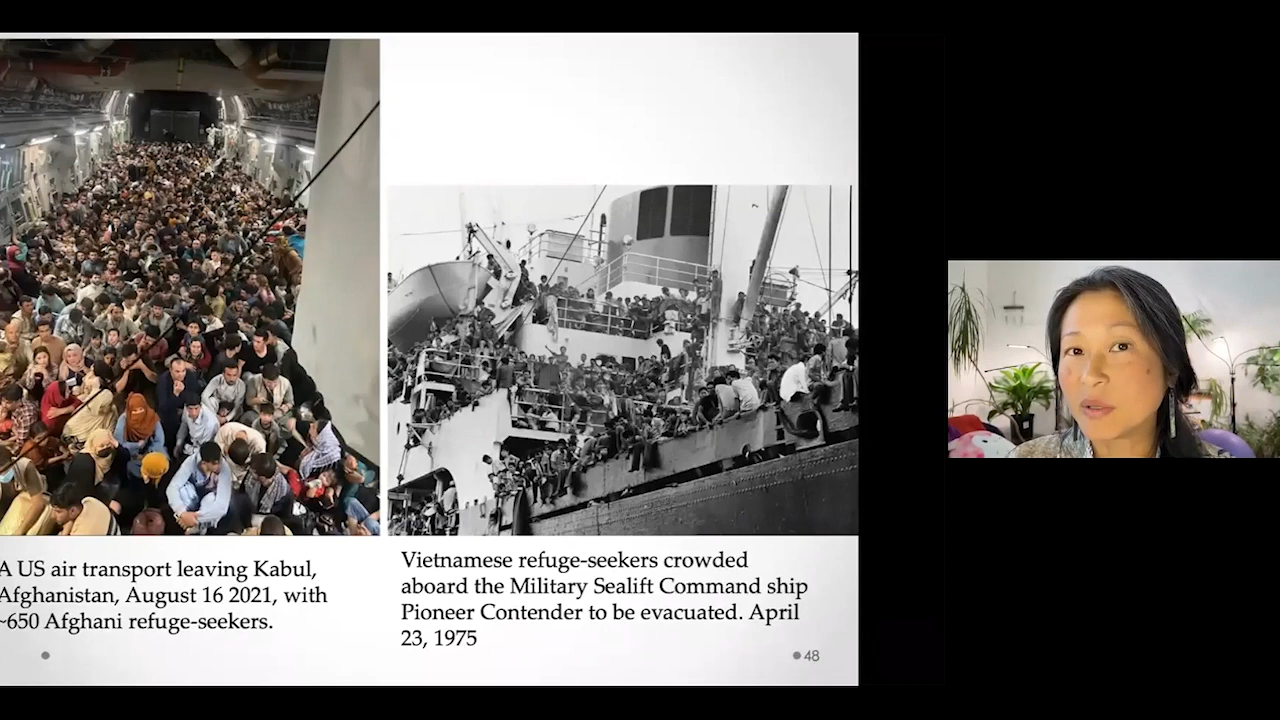 A US air transport leaving Kabul,
Afghanistan, August 16 2021, with
~650 Afghani refuge-seekers.
Vietnamese refuge-seekers crowded
aboard the Military Sealift Command ship
Pioneer Contender to be evacuated. April
23, 1975
48